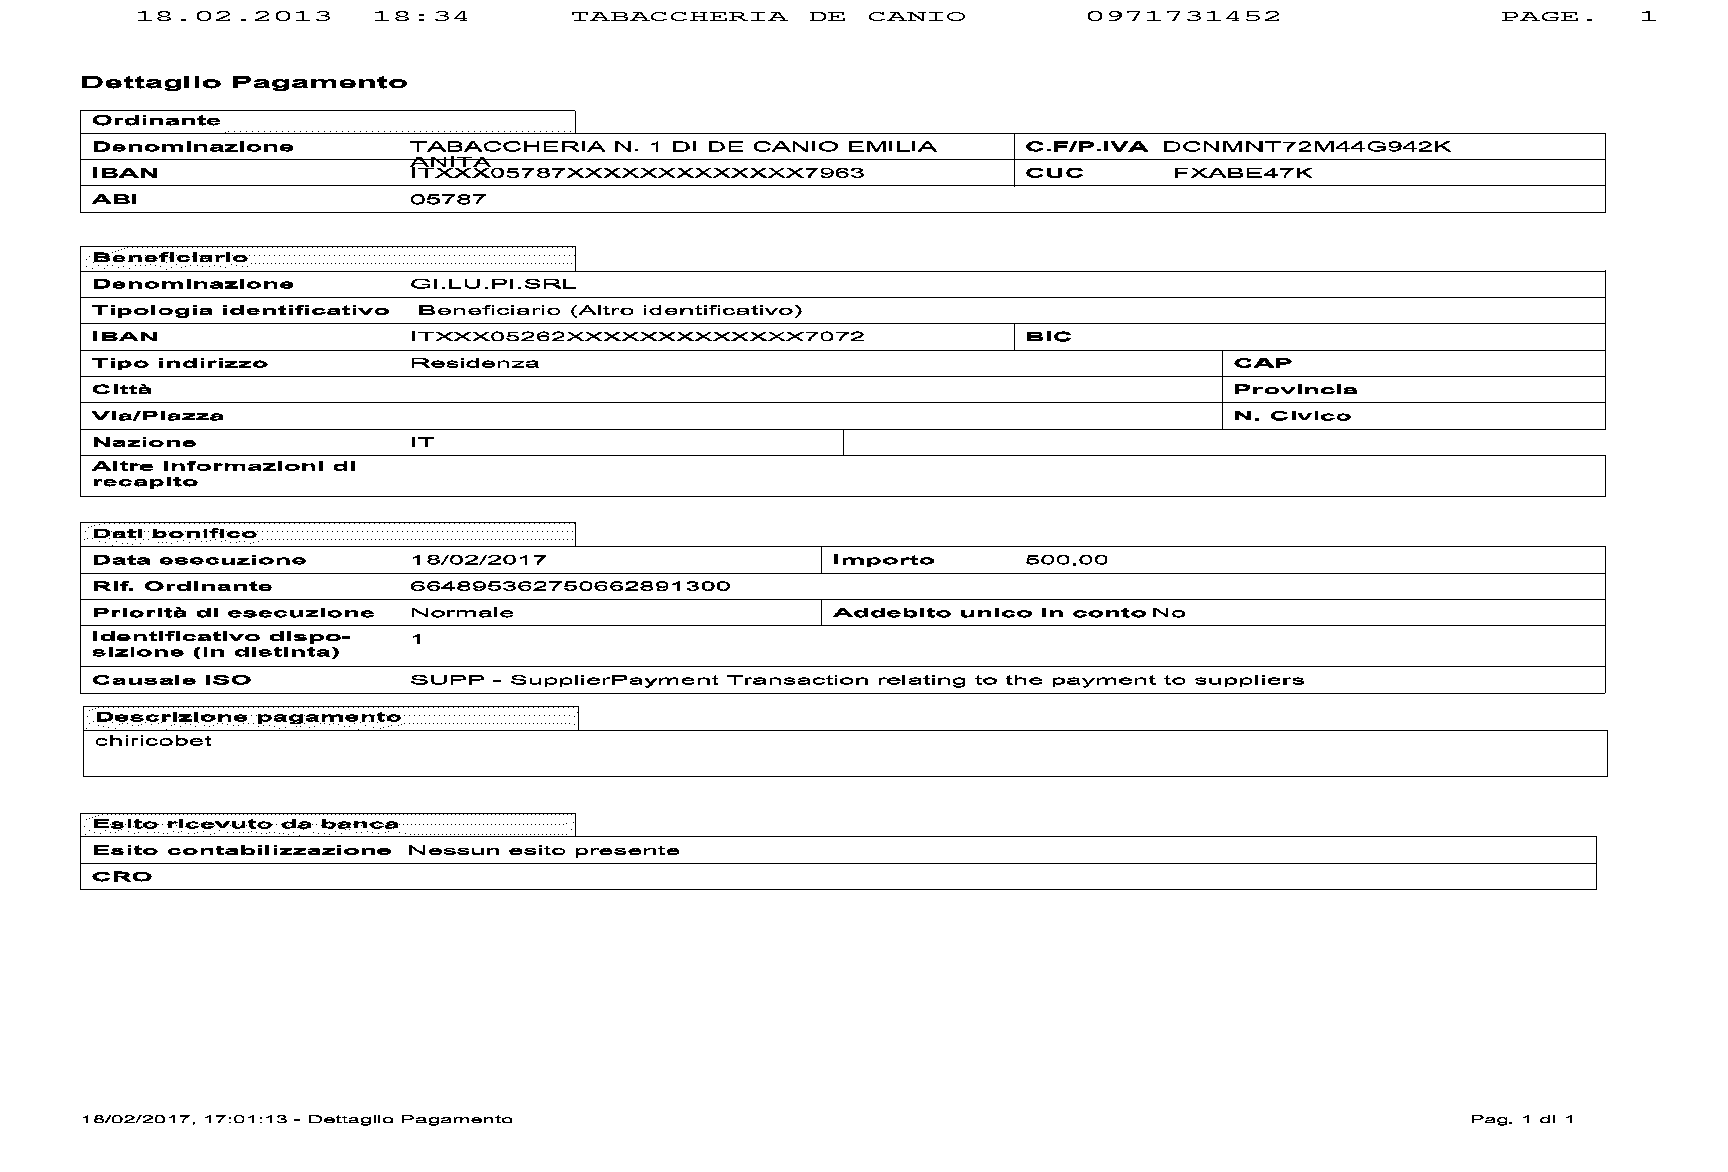 18.02.2013 18:34 TABACCHERIA DE CANIO 0971731452 PAGE. 1
Dettaglio Pagamento
Ordinante
Denominazione TABACCHERIA N. 1 DI DE CANIO EMILIA ANITA C.F/P.IVA DCNMNT72M44G942K
IBAN ITXXX05787XXXXXXXXXXXX7963 CUC FXABE47K
ABI 05787
Beneficiario
Denominazione GI.LU.PI.SRL
Tipologia identificativo Beneficiario (Altro identificativo)
IBAN ITXXX05262XXXXXXXXXXXX7072 BIC
Tipo indirizzo Residenza CAP
Città Provincia
Via/Piazza N. Civico
Nazione IT
Altre informazioni di
recapito
Dati bonifico
Data esecuzione 18/02/2017 Importo 500,00
Rif. Ordinante 664895362750662891300
Priorità di esecuzione Normale Addebito unico in conto No
Identificativo dispo-
sizione (in distinta) 1
Causale ISO SUPP - SupplierPayment Transaction relating to the payment to suppliers
Descrizione pagamento
chiricobet
Esito ricevuto da banca
Esito contabilizzazione Nessun esito presente
CRO
18/02/2017, 17:01:13 - Dettaglio Pagamento Pag. 1 di 1